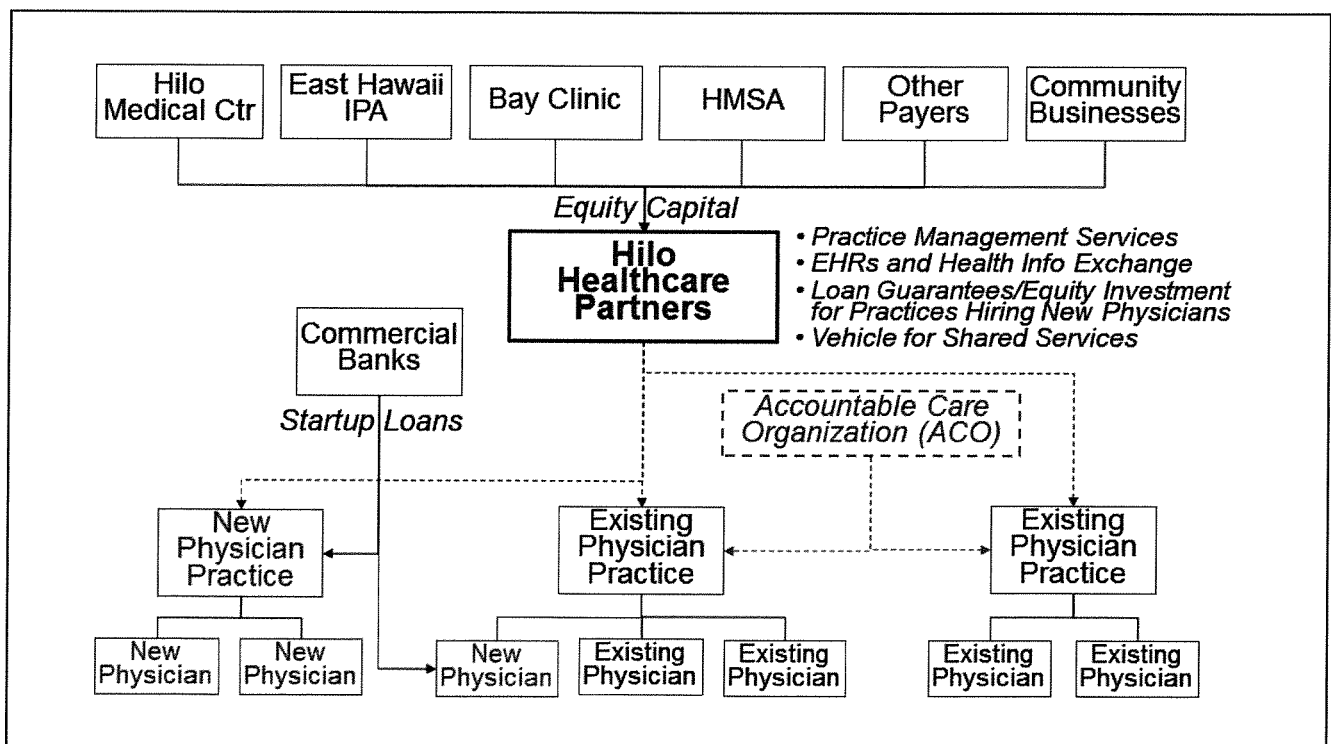 Hilo
Medical Ctr
East Hawaii
IPA
Bay Clinic
HMSA
Other
Payers
Community
Businesses
Equity Capital
Hilo
Healthcare
Partners
• Practice Management Services
• EHRs and Health Info Exchange
• Loan Guarantees/Equity Investment
for Practices Hiring New Physicians
• Vehicle for Shared Services
Commercial
Banks
Startup Loans
Accountable Care
Organization (ACO)
New
Physician
Practice
Existing
Physician
Practice
Existing
Physician
Practice
New
Physician
New
Physician
New
Physician
Existing
Physician
Existing
Physician
Existing
Physician
Existing
Physician